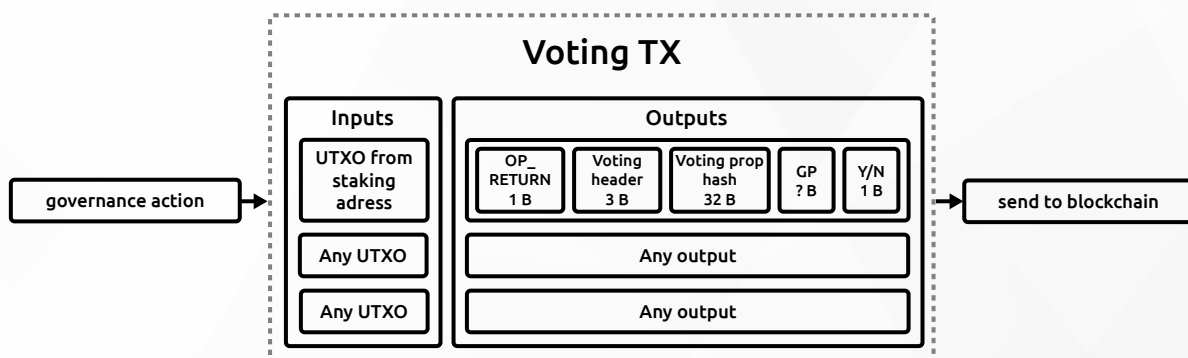 Voting TX
governance action
Inputs
UTXO from
staking
adress
Any UTXO
Any UTXO
Outputs
OP_
RETURN
1 B
Voting
header
3 B
Voting prop
hash
32 B
GP
? B
Y/N
1 B
Any output
Any output
send to blockchain